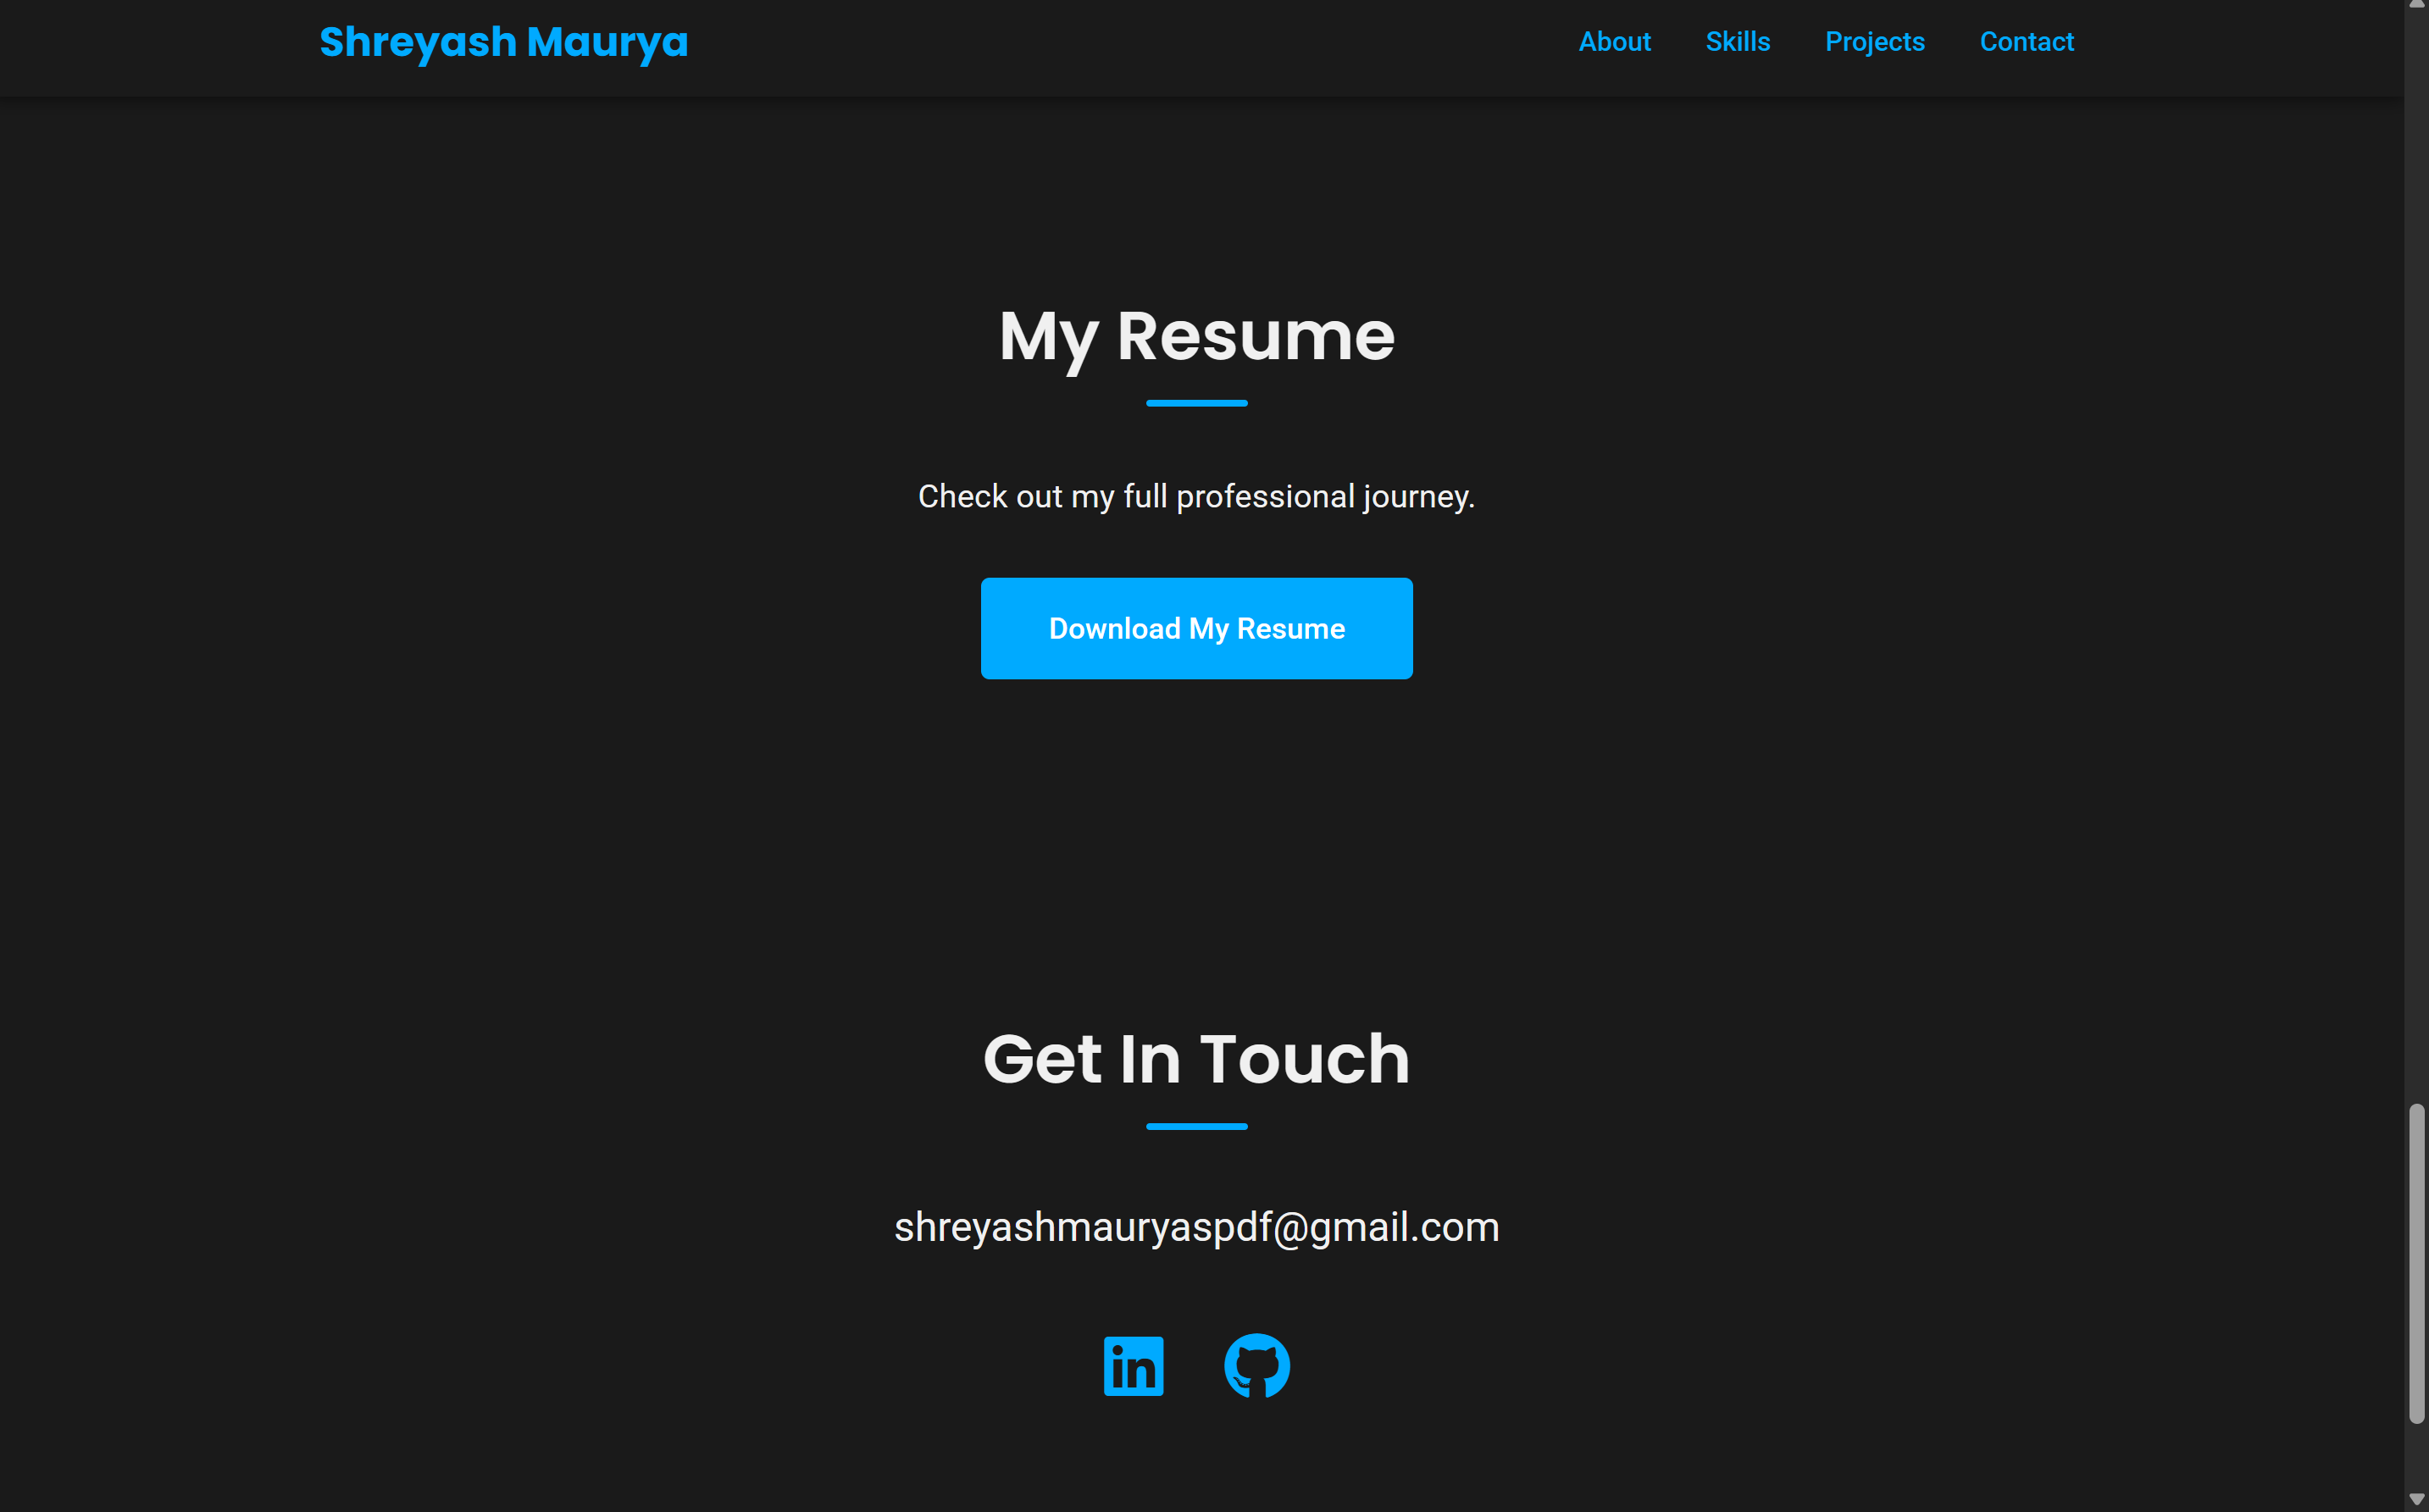 Shreyash Maurya
About Skills Projects Contact
My Resume
Check out my full professional journey.
Download My Resume
Get In Touch
shreyashmauryaspdf@gmail.com
in